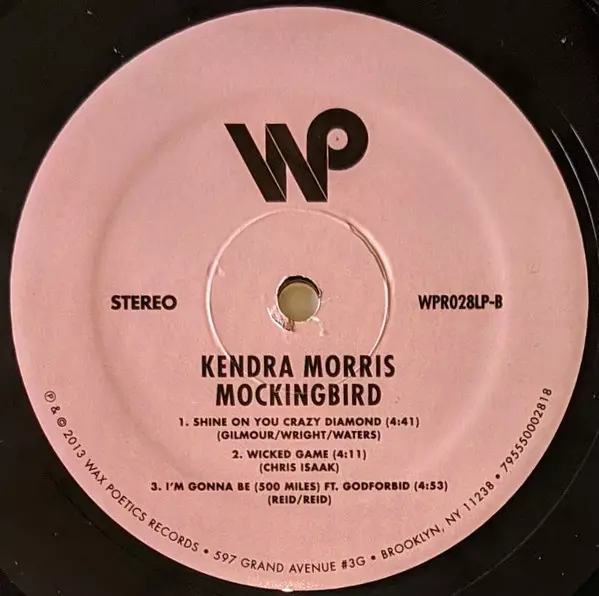 WP
STEREO
WPR028LP-B
KENDRA MORRIS
MOCKINGBIRD
1. SHINE ON YOU CRAZY DIAMOND (4:41)
(GILMOUR/WRIGHT/WATERS)
2. WICKED GAME (4:11)
(CHRIS ISAAK)
3. I'M GONNA BE (500 MILES) FT. GODFORBID (4:53)
(REID/REID)
℗ & © 2013 WAX POETICS RECORDS • 597 GRAND AVENUE #3G • BROOKLYN, NY 11238 • 795550002818